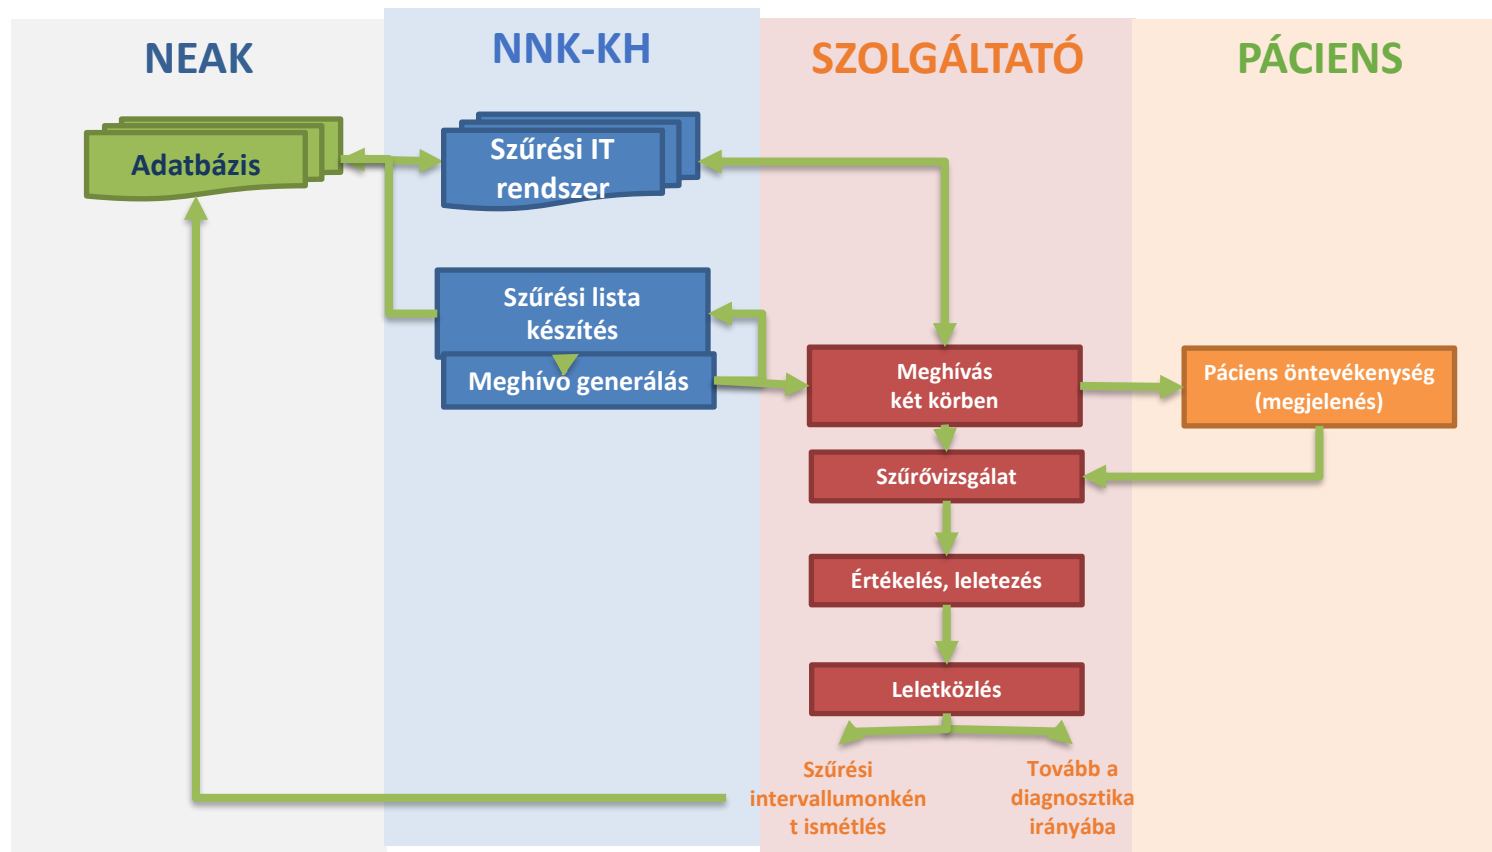 NEAK
NNK-KH
SZOLGÁLTATÓ
PÁCIENS
Adatbázis
Szűrési IT
rendszer
Szűrési lista
készítés
Meghívó generálás
Meghívás
két körben
Páciens öntevékenység
(megjelenés)
Szűrővizsgálat
Értékelés, leletezés
Leletközlés
Szűrési
intervallumonkén
t ismétlés
Tovább a
diagnosztika
irányába